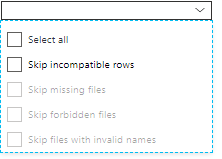 Select all
Skip incompatible rows
Skip missing files
Skip forbidden files
Skip files with invalid names